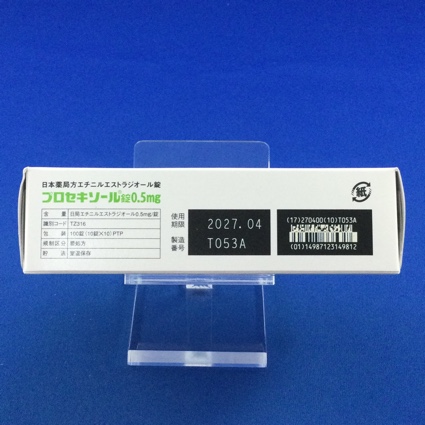 日本薬局方エチニルエストラジオール錠
プロセキソール錠0.5mg
含量 日局エチニルエストラジオール0.5mg/錠
識別コード TZ316
包装 100錠(10錠×10)PTP
規制区分 処方
貯法 室温保存
使用期限 2027.04
製造番号 T053A
紙
(17)270400(10)T053A
(01)14987123149812